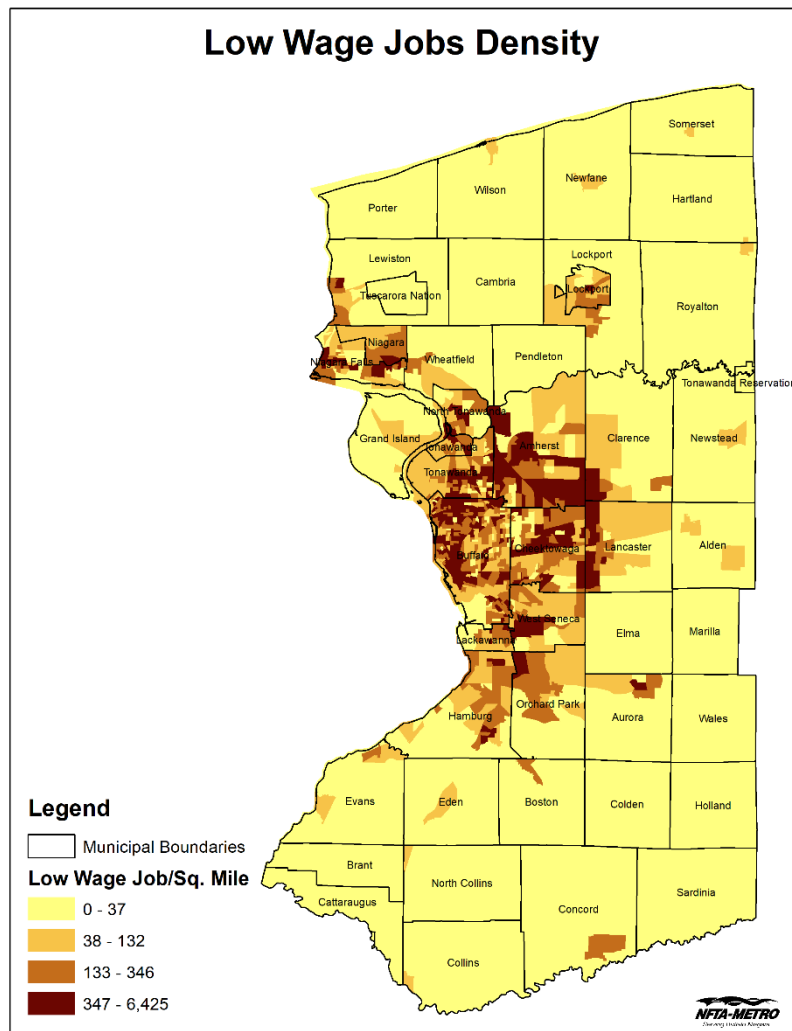 Low Wage Jobs Density
Somerset
Wilson
Newfane
Hartland
Porter
Lewiston
Lockport
Tuscarora Nation
Cambria
Lockport
Royalton
Niagara
Niagara Falls
Wheatfield
Pendleton
Tonawanda Reservation
North Tonawanda
Grand Island
Tonawanda
Amherst
Clarence
Newstead
Tonawanda
Buffalo
Cheektowaga
Lancaster
Alden
West Seneca
Lackawanna
Elma
Marilla
Hamburg
Orchard Park
Aurora
Wales
Evans
Eden
Boston
Colden
Holland
Brant
North Collins
Cattaraugus
Concord
Sardinia
Collins
Legend
Municipal Boundaries
Low Wage Job/Sq. Mile
0 - 37
38 - 132
133 - 346
347 - 6,425
NFTA-METRO